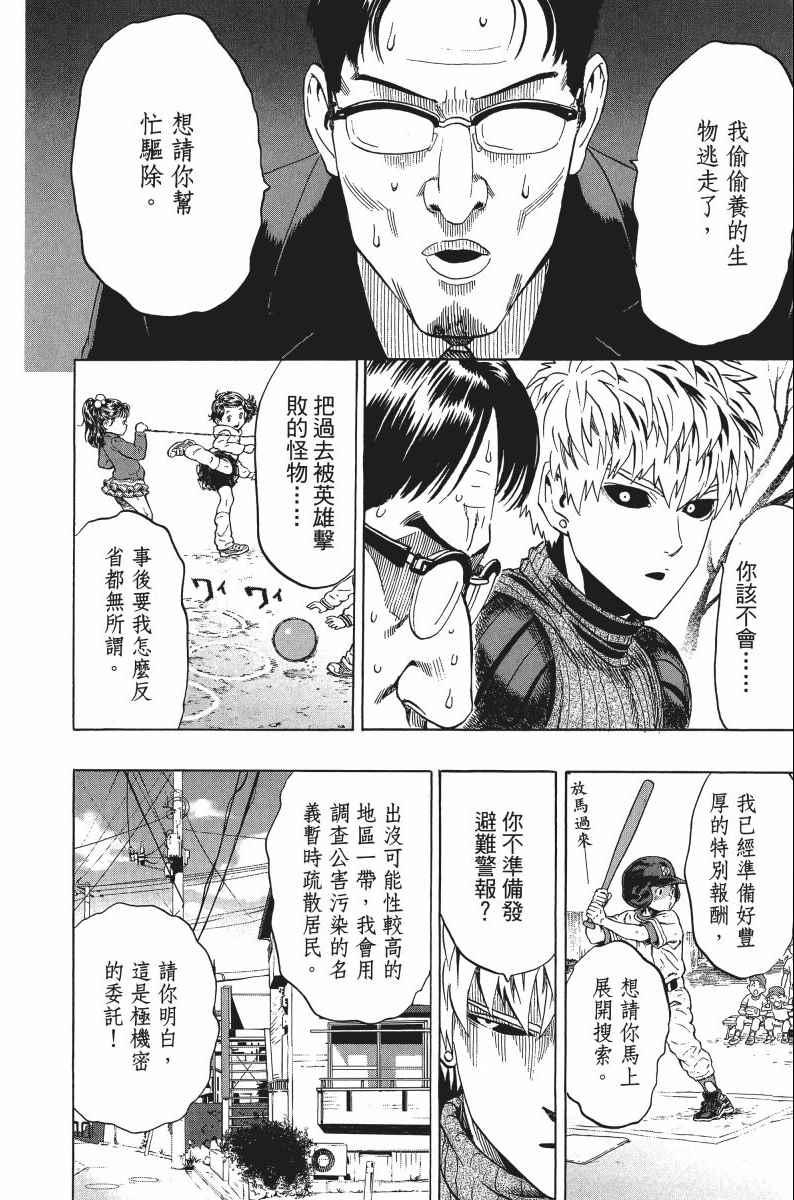 我偷偷養的生
物逃走了，
想請你幫
忙驅除。
你該不會……
把過去被英雄擊
敗的怪物……
事後要我怎麼反
省都無所謂。
ワイ
ワイ
我已經準備好豐
厚的特別報酬，
想請你馬上
展開搜索。
放馬過來
你不準備發
避難警報？
出沒可能性較高的
地區一帶，我會用
調查公害污染的名
義暫時疏散居民。
請你明白，
這是極機密
的委託！